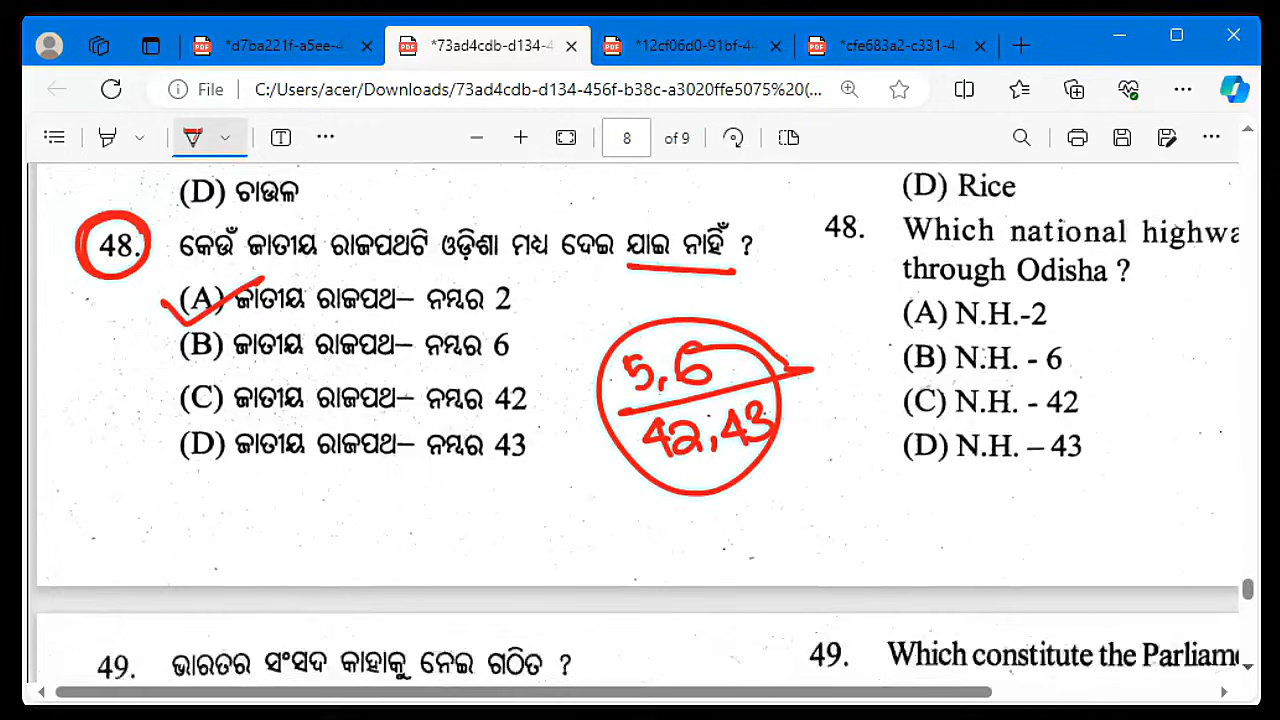 *d7ba221f-a5ee-4
*73ad4cdb-d134-4
*12cf06d0-91bf-44
*cfe683a2-c331-4
File
C:/Users/acer/Downloads/73ad4cdb-d134-456f-b38c-a3020ffe5075%20(...
8 of 9
(D) ଚାଉଳ
48. କେଉଁ ଜାତୀୟ ରାଜପଥଟି ଓଡ଼ିଶା ମଧ୍ୟ ଦେଇ ଯାଇ ନାହିଁ ?
(A) ଜାତୀୟ ରାଜପଥ– ନମ୍ବର 2
(B) ଜାତୀୟ ରାଜପଥ– ନମ୍ବର 6
(C) ଜାତୀୟ ରାଜପଥ– ନମ୍ବର 42
(D) ଜାତୀୟ ରାଜପଥ– ନମ୍ବର 43
5, 6
42, 43
(D) Rice
48. Which national highwa
through Odisha ?
(A) N.H.-2
(B) N.H. - 6
(C) N.H. - 42
(D) N.H. – 43
49. ଭାରତର ସଂସଦ କାହାକୁ ନେଇ ଗଠିତ ?
49. Which constitute the Parliame